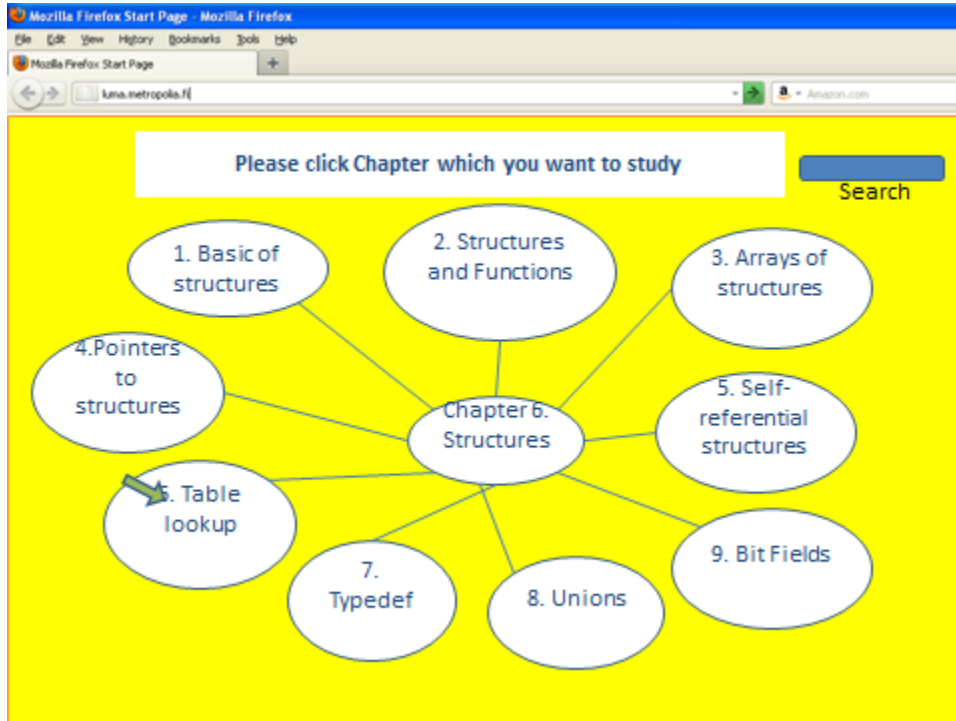 Mozilla Firefox Start Page - Mozilla Firefox
File Edit View History Bookmarks Tools Help
Mozilla Firefox Start Page +
luma.metropolia.fi
a Amazon.com
Please click Chapter which you want to study
Search
1. Basic of
structures
2. Structures
and Functions
3. Arrays of
structures
4.Pointers
to
structures
Chapter 6.
Structures
5. Self-
referential
structures
6. Table
lookup
7.
Typedef
8. Unions
9. Bit Fields